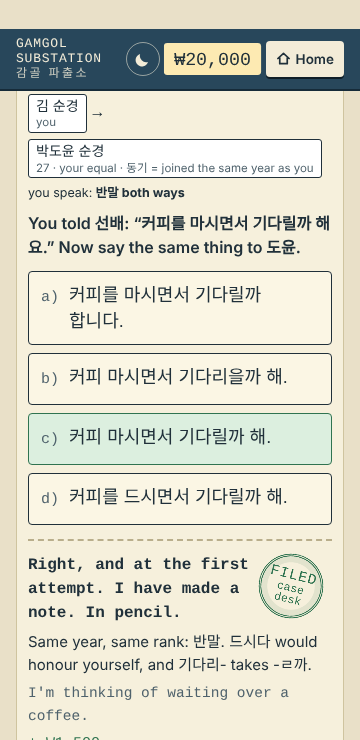 GAMGOL
SUBSTATION
감골 파출소
₩20,000
Home
김 순경
you
→
박도윤 순경
27 · your equal · 동기 = joined the same year as you
you speak: 반말 both ways
You told 선배: “커피를 마시면서 기다릴까 해
요.” Now say the same thing to 도윤.
a) 커피를 마시면서 기다릴까
합니다.
b) 커피 마시면서 기다리을까 해.
c) 커피 마시면서 기다릴까 해.
d) 커피를 드시면서 기다릴까 해.
Right, and at the first
attempt. I have made a
note. In pencil.
FILED
case
desk
Same year, same rank: 반말. 드시다 would
honour yourself, and 기다리- takes -ㄹ까.
I'm thinking of waiting over a
coffee.